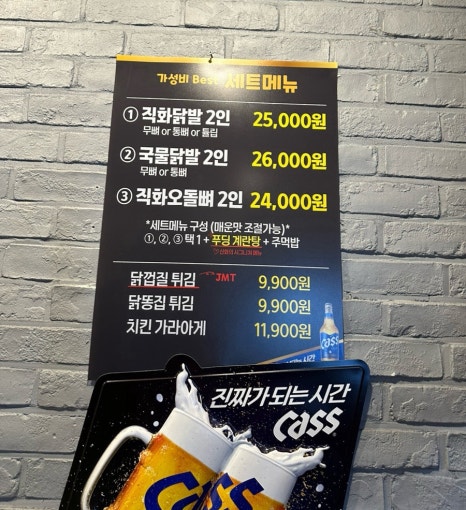 가성비 Best 세트메뉴
① 직화닭발 2인 25,000원
무뼈 or 통뼈 or 튤립
② 국물닭발 2인 26,000원
무뼈 or 통뼈
③ 직화오돌뼈 2인 24,000원
*세트메뉴 구성 (매운맛 조절가능)*
①, ②, ③ 택 1 + 푸딩 계란탕 + 주먹밥
닭껍질 튀김 JMT 9,900원
닭똥집 튀김 9,900원
치킨 가라아게 11,900원
cass
진짜가 되는 시간
cass
cass
cass